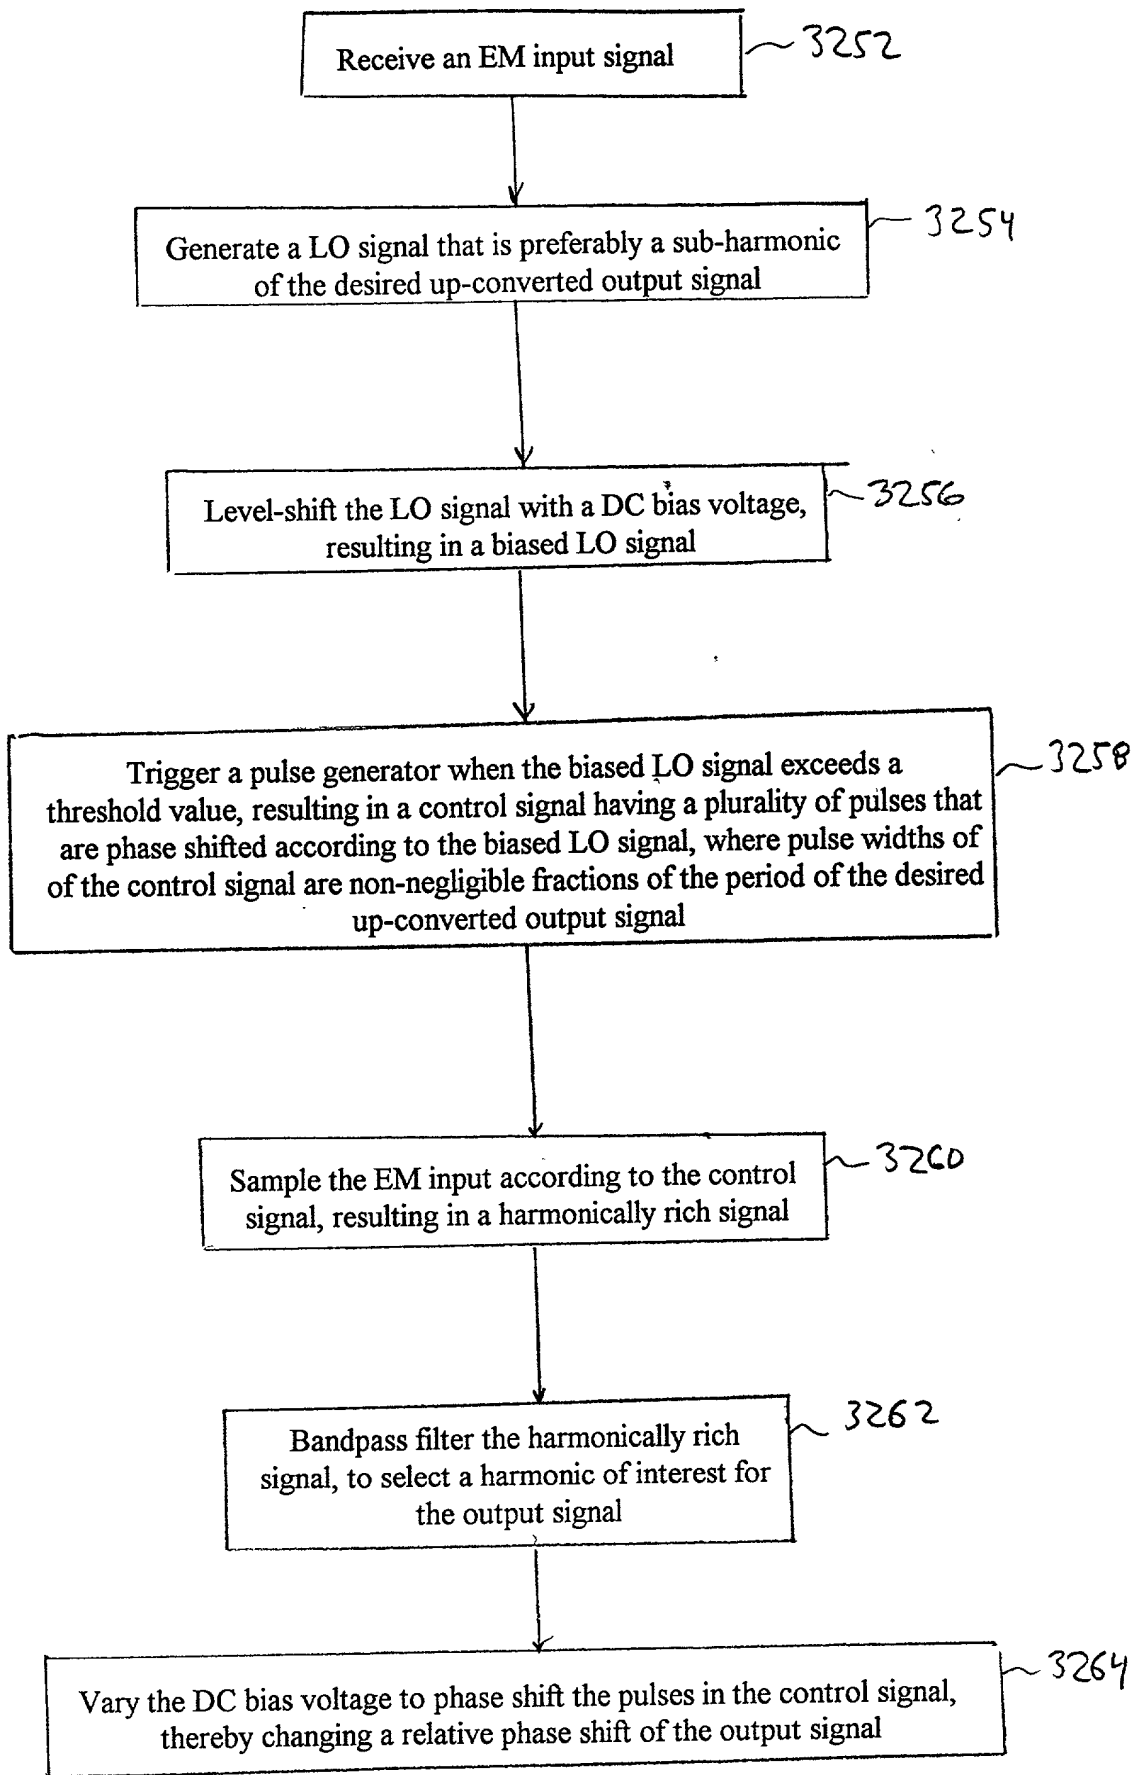 Receive an EM input signal
3252
Generate a LO signal that is preferably a sub-harmonic
of the desired up-converted output signal
3254
Level-shift the LO signal with a DC bias voltage,
resulting in a biased LO signal
3256
Trigger a pulse generator when the biased LO signal exceeds a
threshold value, resulting in a control signal having a plurality of pulses that
are phase shifted according to the biased LO signal, where pulse widths of
of the control signal are non-negligible fractions of the period of the desired
up-converted output signal
3258
Sample the EM input according to the control
signal, resulting in a harmonically rich signal
3260
Bandpass filter the harmonically rich
signal, to select a harmonic of interest for
the output signal
3262
Vary the DC bias voltage to phase shift the pulses in the control signal,
thereby changing a relative phase shift of the output signal
3264